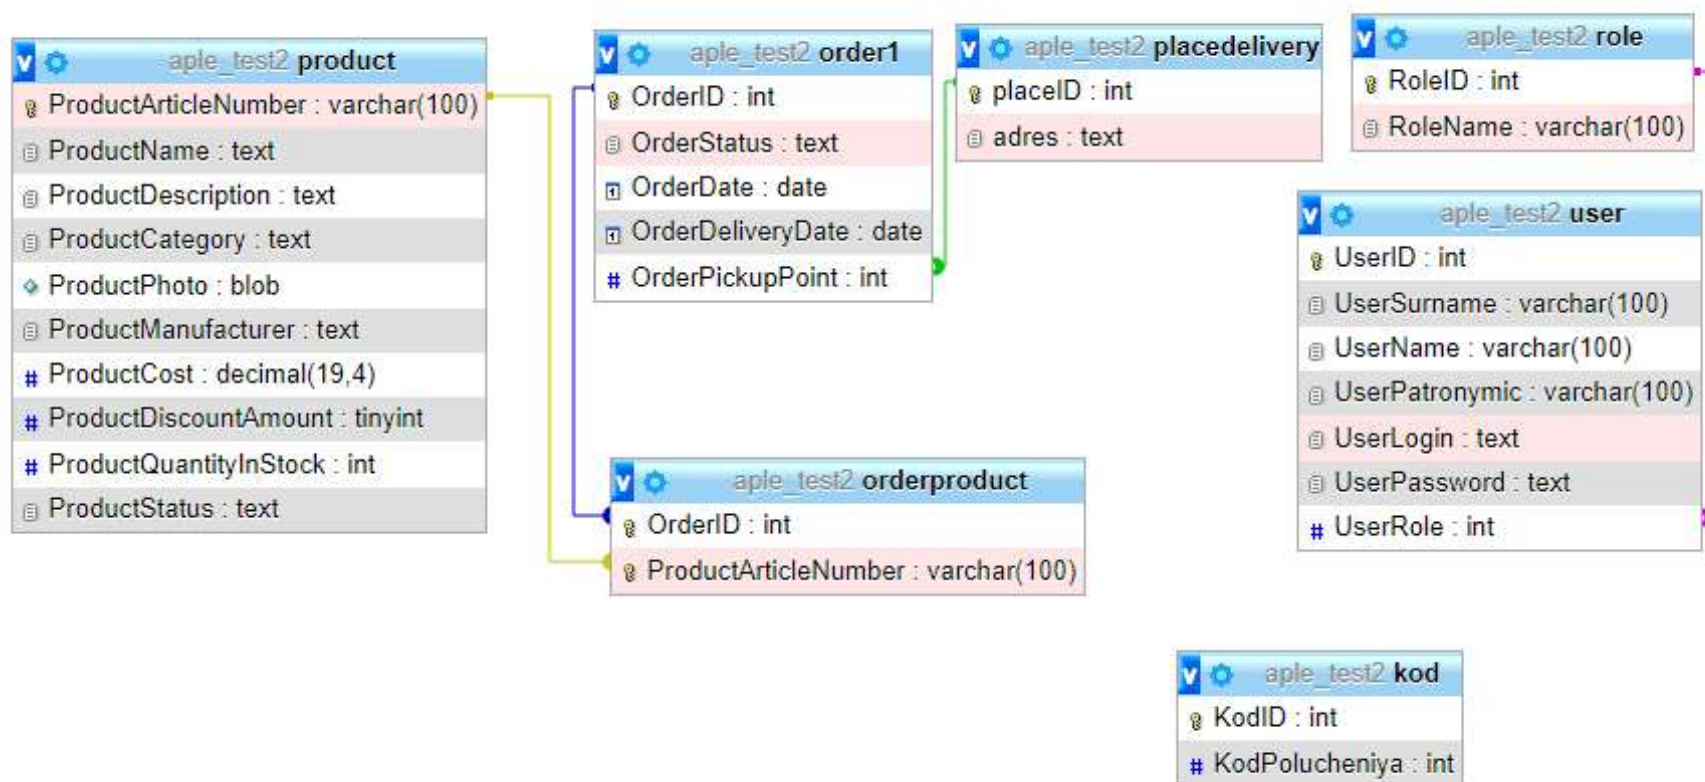 aple_test2 product
ProductArticleNumber : varchar(100)
ProductName : text
ProductDescription : text
ProductCategory : text
ProductPhoto : blob
ProductManufacturer : text
ProductCost : decimal(19,4)
ProductDiscountAmount : tinyint
ProductQuantityInStock : int
ProductStatus : text
aple_test2 order1
OrderID : int
OrderStatus : text
OrderDate : date
OrderDeliveryDate : date
OrderPickupPoint : int
aple_test2 placedelivery
placeID : int
adres : text
aple_test2 role
RoleID : int
RoleName : varchar(100)
aple_test2 user
UserID : int
UserSurname : varchar(100)
UserName : varchar(100)
UserPatronymic : varchar(100)
UserLogin : text
UserPassword : text
UserRole : int
aple_test2 orderproduct
OrderID : int
ProductArticleNumber : varchar(100)
aple_test2 kod
KodID : int
KodPolucheniya : int